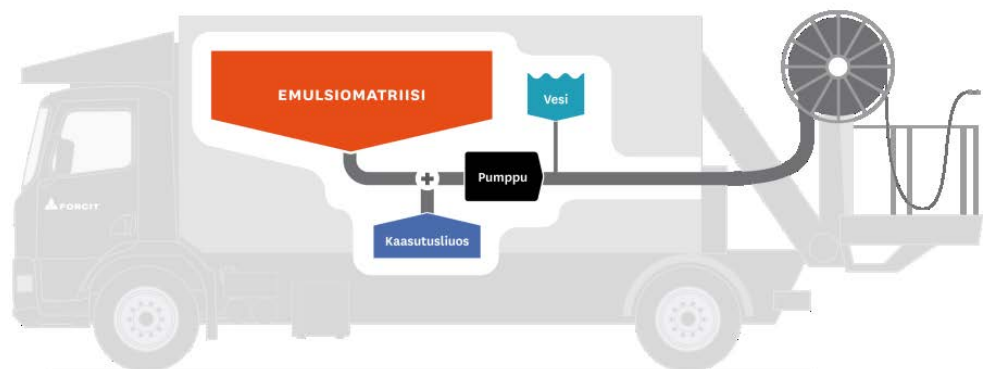 EMULSIOMATRIISI
Vesi
Pumppu
Kaasutusliuos
FORCIT